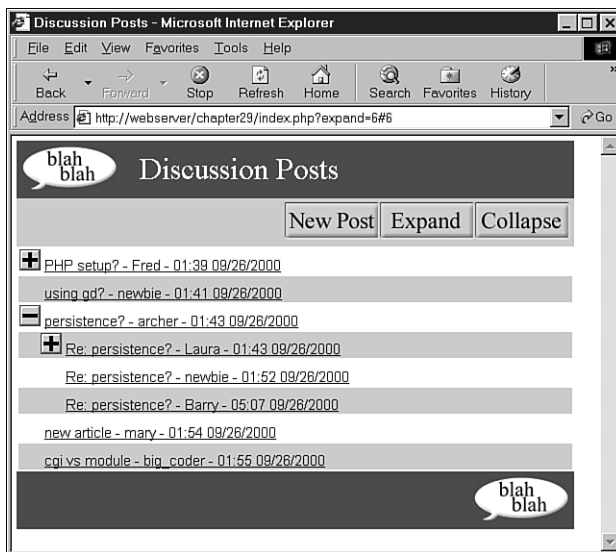 Discussion Posts - Microsoft Internet Explorer
File Edit View Favorites Tools Help
Back Forward Stop Refresh Home Search Favorites History »
Address http://webserver/chapter29/index.php?expand=6#6 Go
blah
blah
Discussion Posts
New Post Expand Collapse
PHP setup? - Fred - 01:39 09/26/2000
using gd? - newbie - 01:41 09/26/2000
persistence? - archer - 01:43 09/26/2000
Re: persistence? - Laura - 01:43 09/26/2000
Re: persistence? - newbie - 01:52 09/26/2000
Re: persistence? - Barry - 05:07 09/26/2000
new article - mary - 01:54 09/26/2000
cgi vs module - big_coder - 01:55 09/26/2000
blah
blah